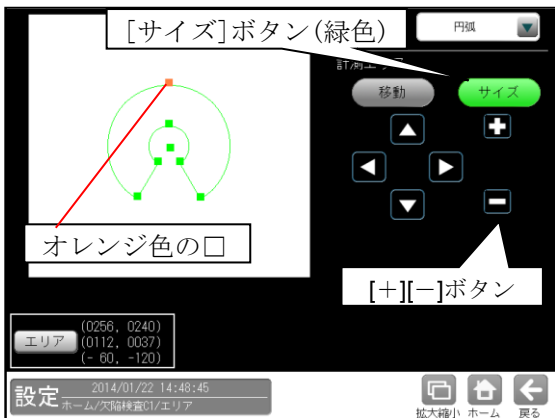 [サイズ]ボタン(緑色)
円弧
計測エリア
移動
サイズ
オレンジ色の□
[＋][－]ボタン
エリア
(0256, 0240)
(0112, 0037)
(- 60, -120)
設定
2014/01/22 14:48:45
ホーム/欠陥検査C1/エリア
拡大縮小
ホーム
戻る